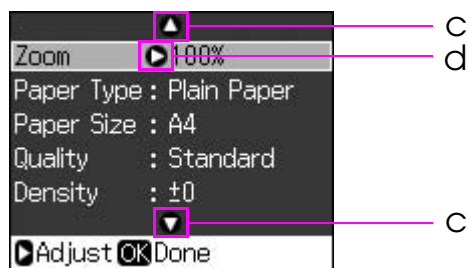 c
Zoom 100%
d
Paper Type : Plain Paper
Paper Size : A4
Quality : Standard
Density : ±0
c
Adjust OK Done